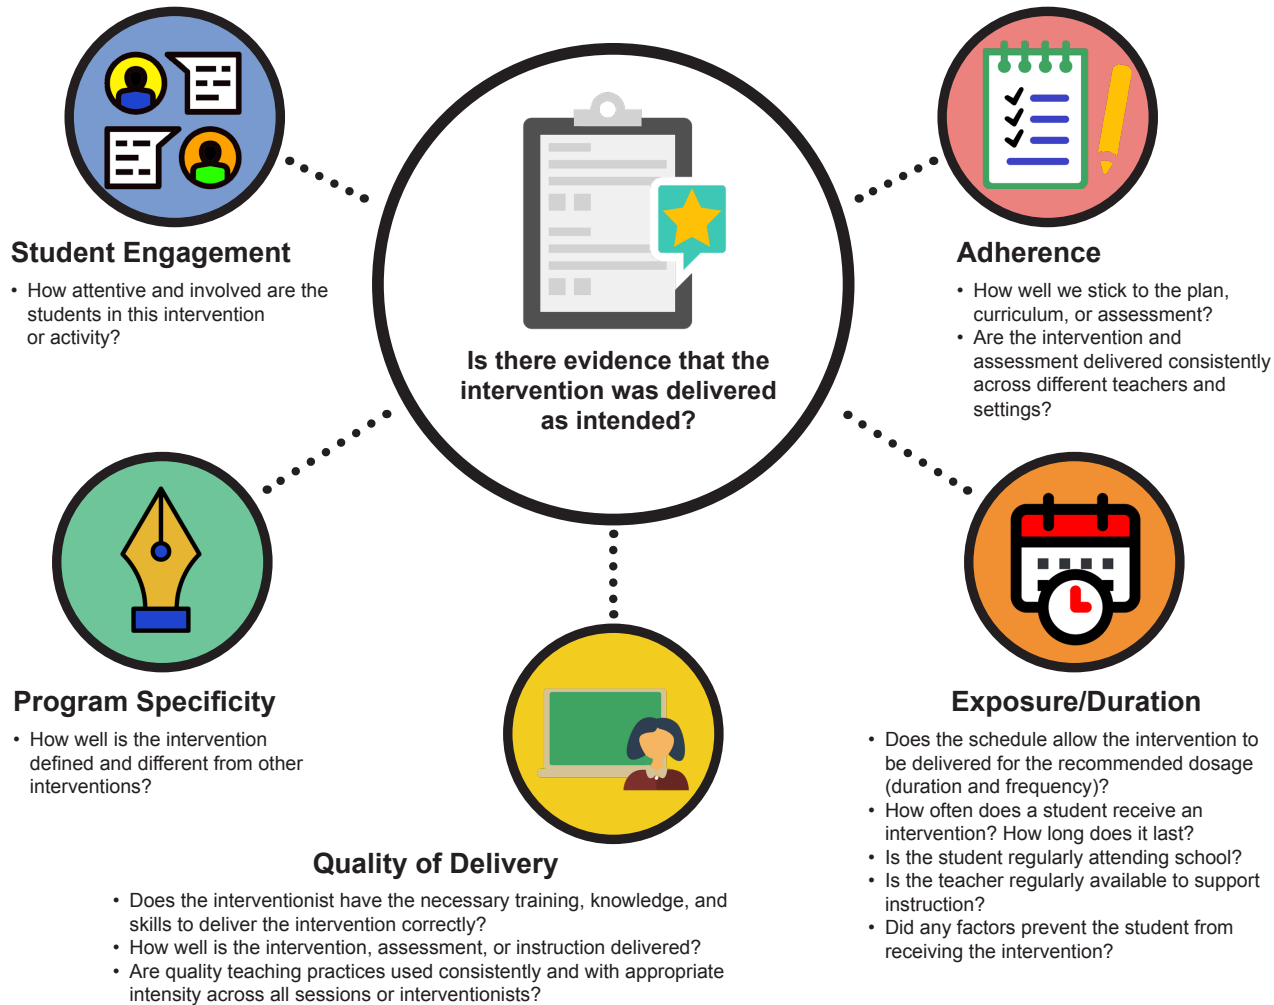 Is there evidence that the
intervention was delivered
as intended?
Student Engagement
• How attentive and involved are the
students in this intervention
or activity?
Adherence
• How well we stick to the plan,
curriculum, or assessment?
• Are the intervention and
assessment delivered consistently
across different teachers and
settings?
Program Specificity
• How well is the intervention
defined and different from other
interventions?
Quality of Delivery
• Does the interventionist have the necessary training, knowledge, and
skills to deliver the intervention correctly?
• How well is the intervention, assessment, or instruction delivered?
• Are quality teaching practices used consistently and with appropriate
intensity across all sessions or interventionists?
Exposure/Duration
• Does the schedule allow the intervention to
be delivered for the recommended dosage
(duration and frequency)?
• How often does a student receive an
intervention? How long does it last?
• Is the student regularly attending school?
• Is the teacher regularly available to support
instruction?
• Did any factors prevent the student from
receiving the intervention?